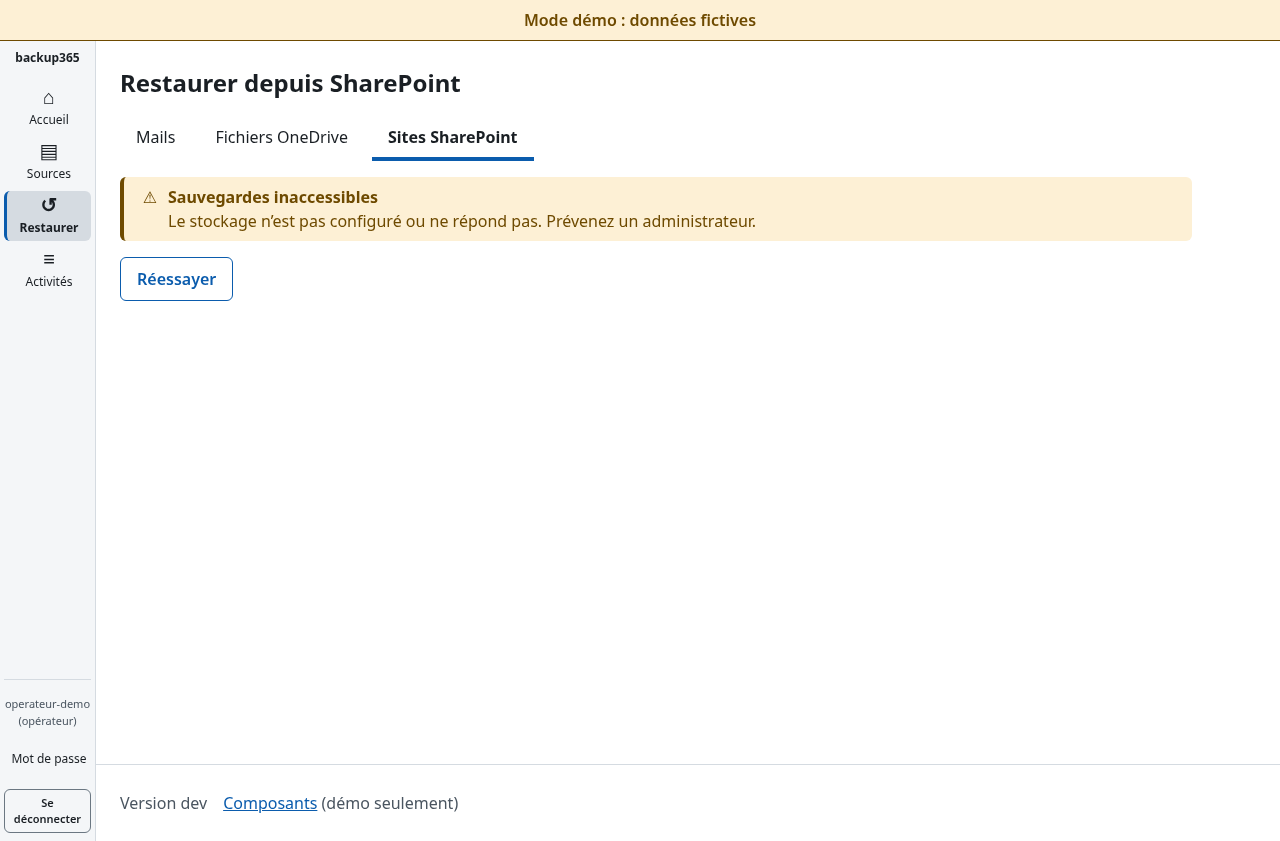 Mode démo : données fictives
backup365
Accueil
Sources
Restaurer
Activités
operateur-demo
(opérateur)
Mot de passe
Se
déconnecter
Restaurer depuis SharePoint
Mails
Fichiers OneDrive
Sites SharePoint
⚠ Sauvegardes inaccessibles
Le stockage n’est pas configuré ou ne répond pas. Prévenez un administrateur.
Réessayer
Version dev Composants (démo seulement)